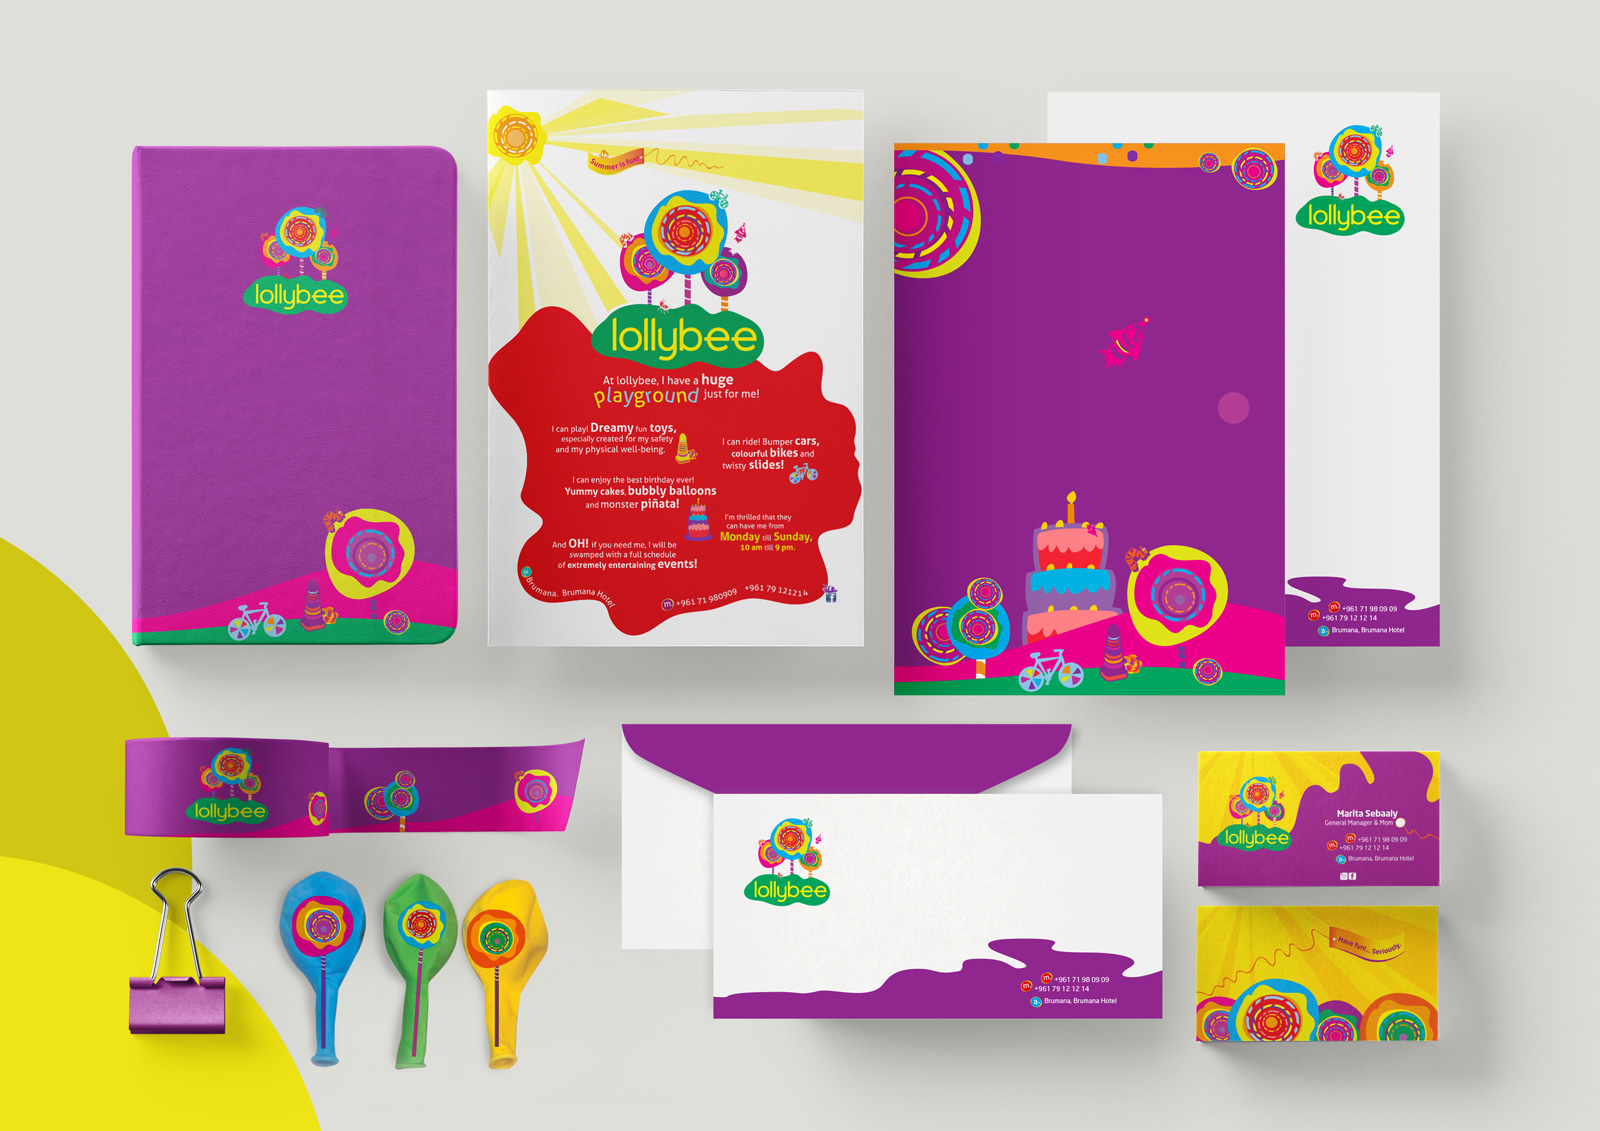 lollybee
Summer is fun!
lollybee
At lollybee, I have a huge
playground just for me!
I can play! Dreamy fun toys,
especially created for my safety
and my physical well-being.
I can ride! Bumper cars,
colourful bikes and
twisty slides!
I can enjoy the best birthday ever!
Yummy cakes, bubbly balloons
and monster piñata!
I'm thrilled that they
can have me from
Monday till Sunday,
10 am till 9 pm.
And OH! if you need me, I will be
swamped with a full schedule
of extremely entertaining events!
a: Brumana, Brumana Hotel
m: +961 71 980909 +961 79 121214
f
lollybee
m: +961 71 98 09 09
m: +961 79 12 12 14
a: Brumana, Brumana Hotel
lollybee
lollybee
m: +961 71 98 09 09
m: +961 79 12 12 14
a: Brumana, Brumana Hotel
lollybee
Marita Sebaaly
General Manager & Mom
m: +961 71 98 09 09
m: +961 79 12 12 14
a: Brumana, Brumana Hotel
f
Have fun!... Seriously.